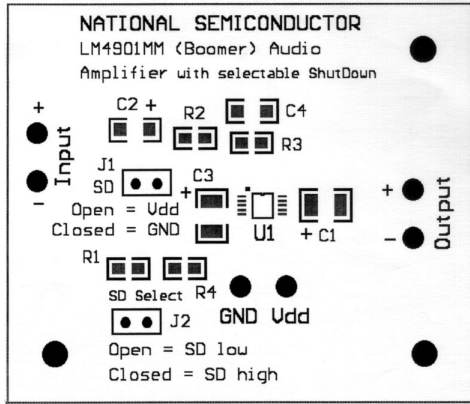 NATIONAL SEMICONDUCTOR
LM4901MM (Boomer) Audio
Amplifier with selectable ShutDown
C2 +
R2
C4
R3
+
Input
-
J1
SD
Open = Vdd
Closed = GND
C3
+
U1
+ C1
+
Output
-
R1
R4
SD Select
GND Vdd
J2
Open = SD low
Closed = SD high